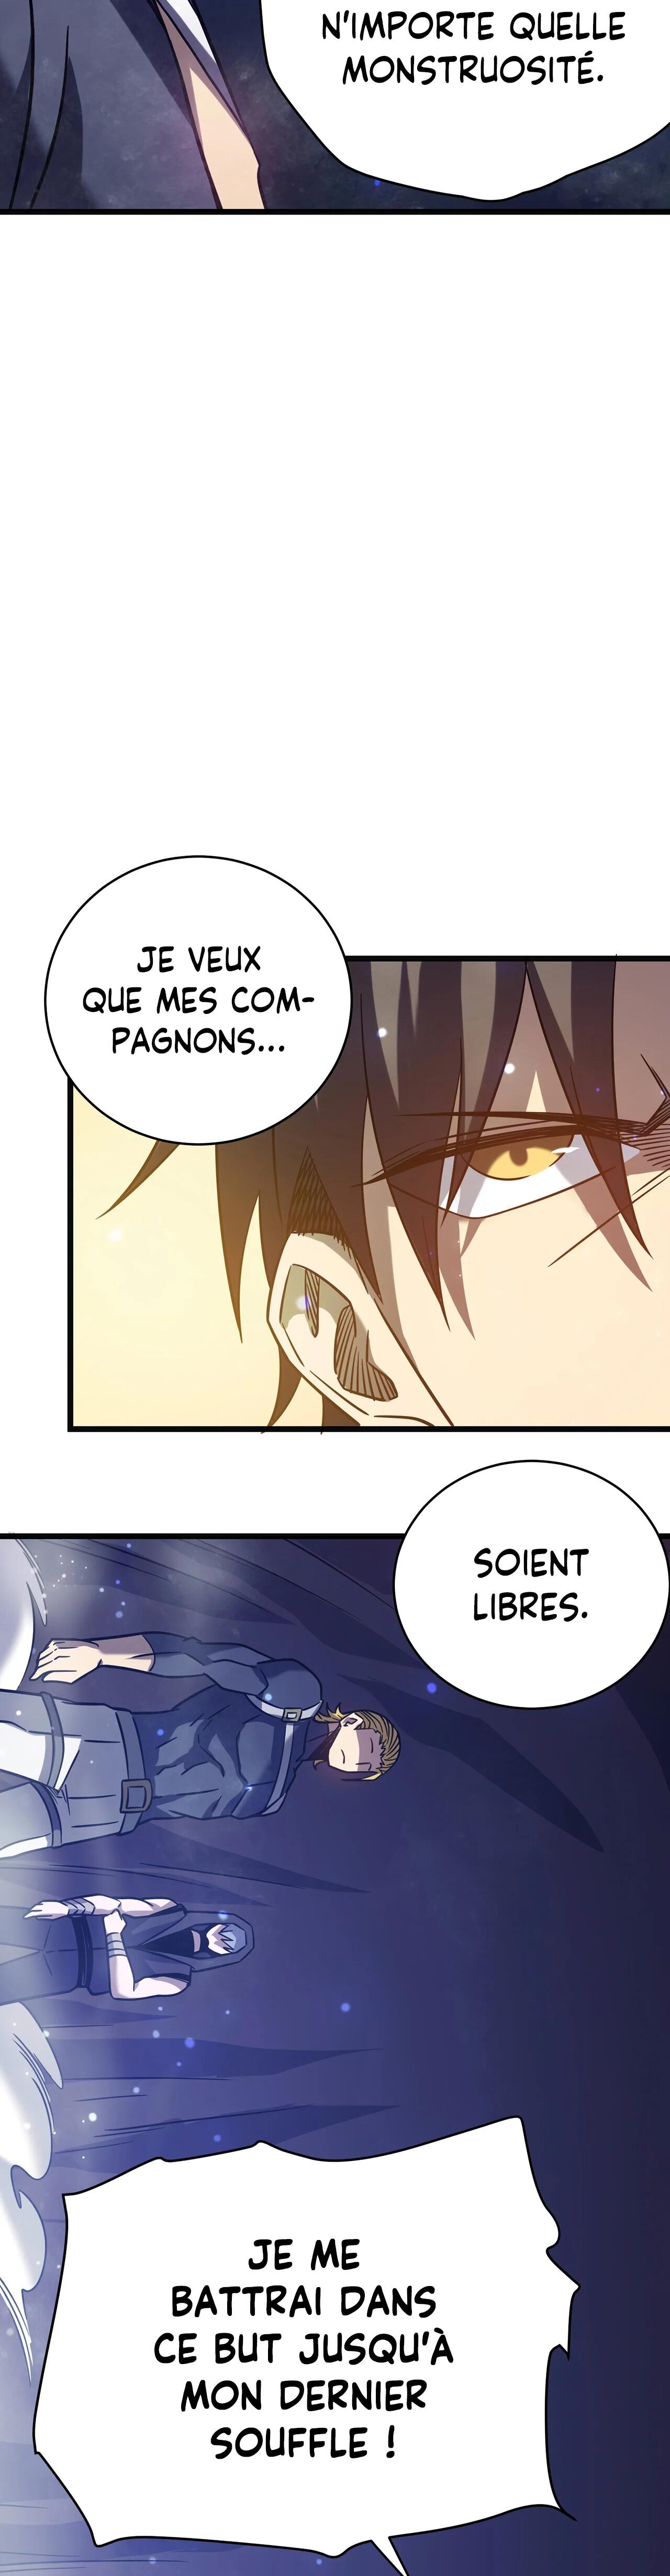 N'IMPORTE QUELLE
MONSTRUOSITÉ.
JE VEUX
QUE MES COM-
PAGNONS...
SOIENT
LIBRES.
JE ME
BATTRAI DANS
CE BUT JUSQU'À
MON DERNIER
SOUFFLE !